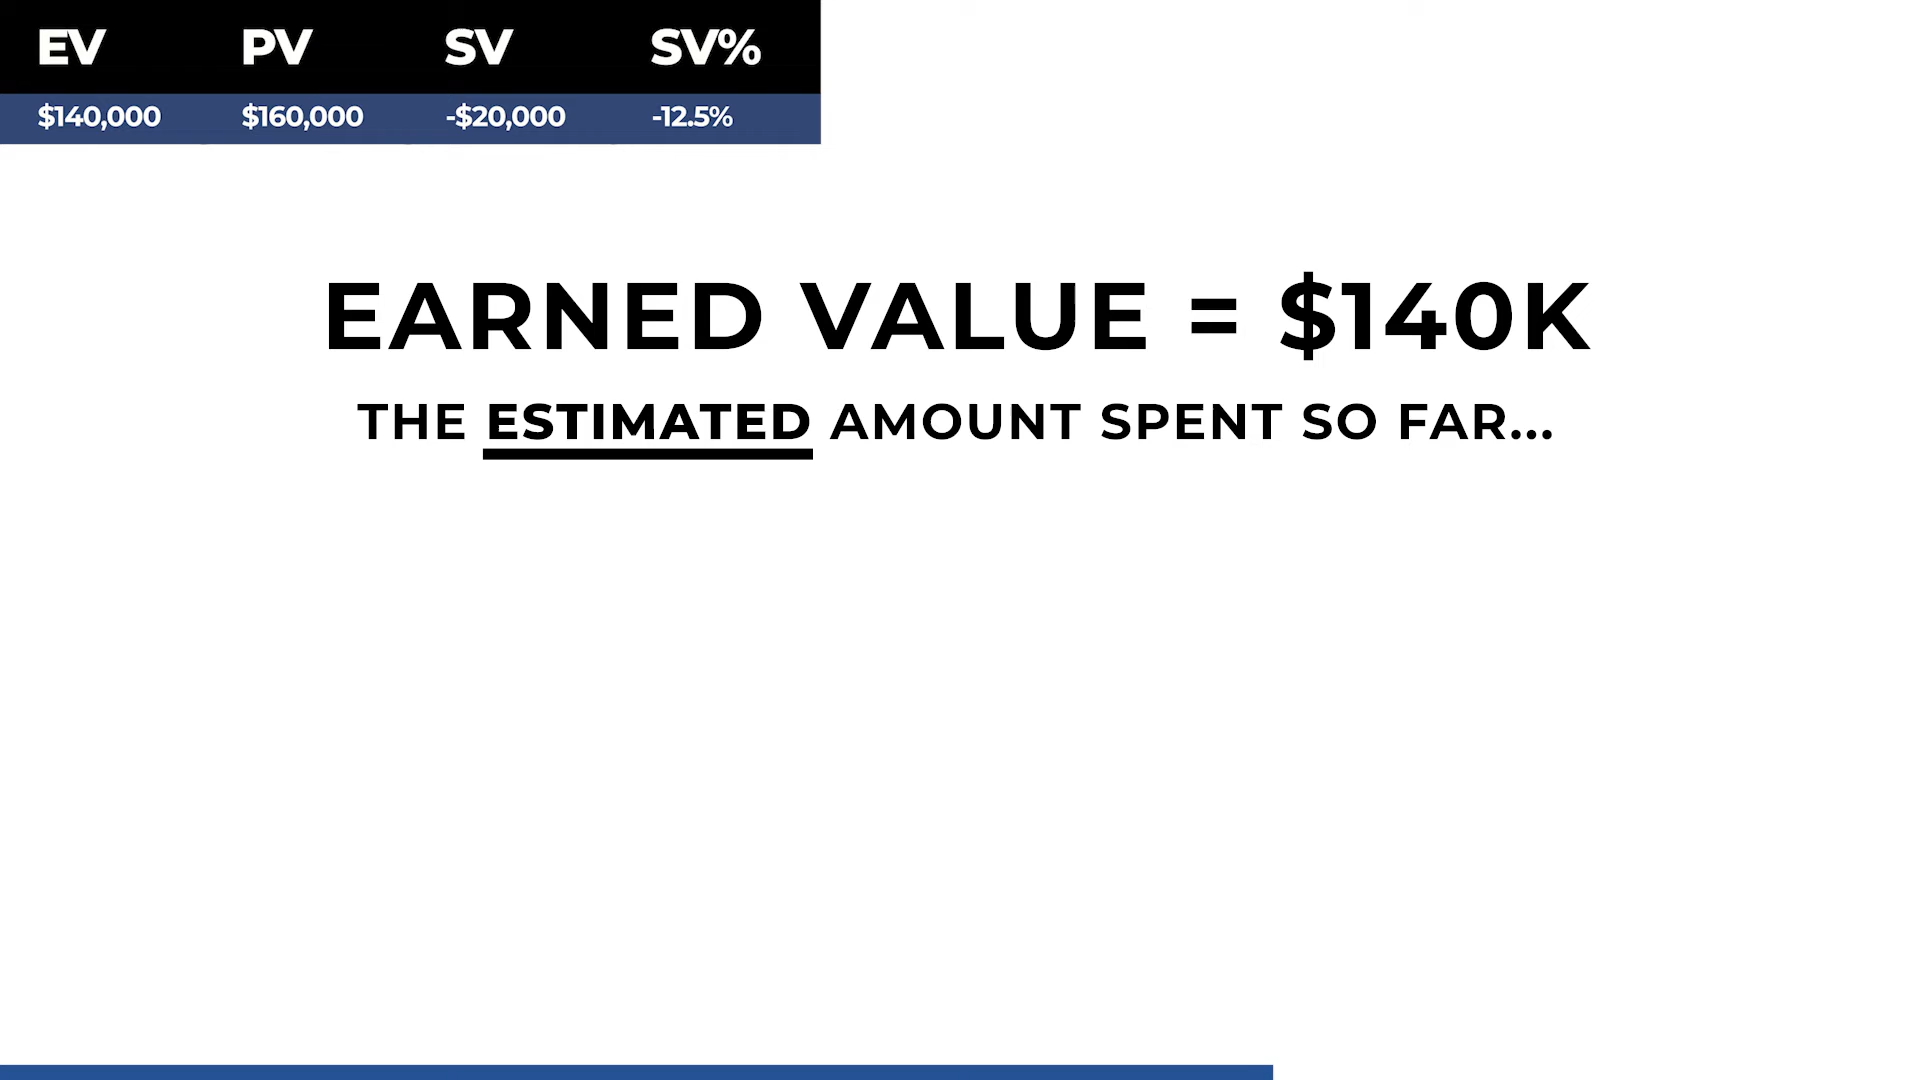 EV PV SV SV%
$140,000 $160,000 -$20,000 -12.5%
EARNED VALUE = $140K
THE ESTIMATED AMOUNT SPENT SO FAR...